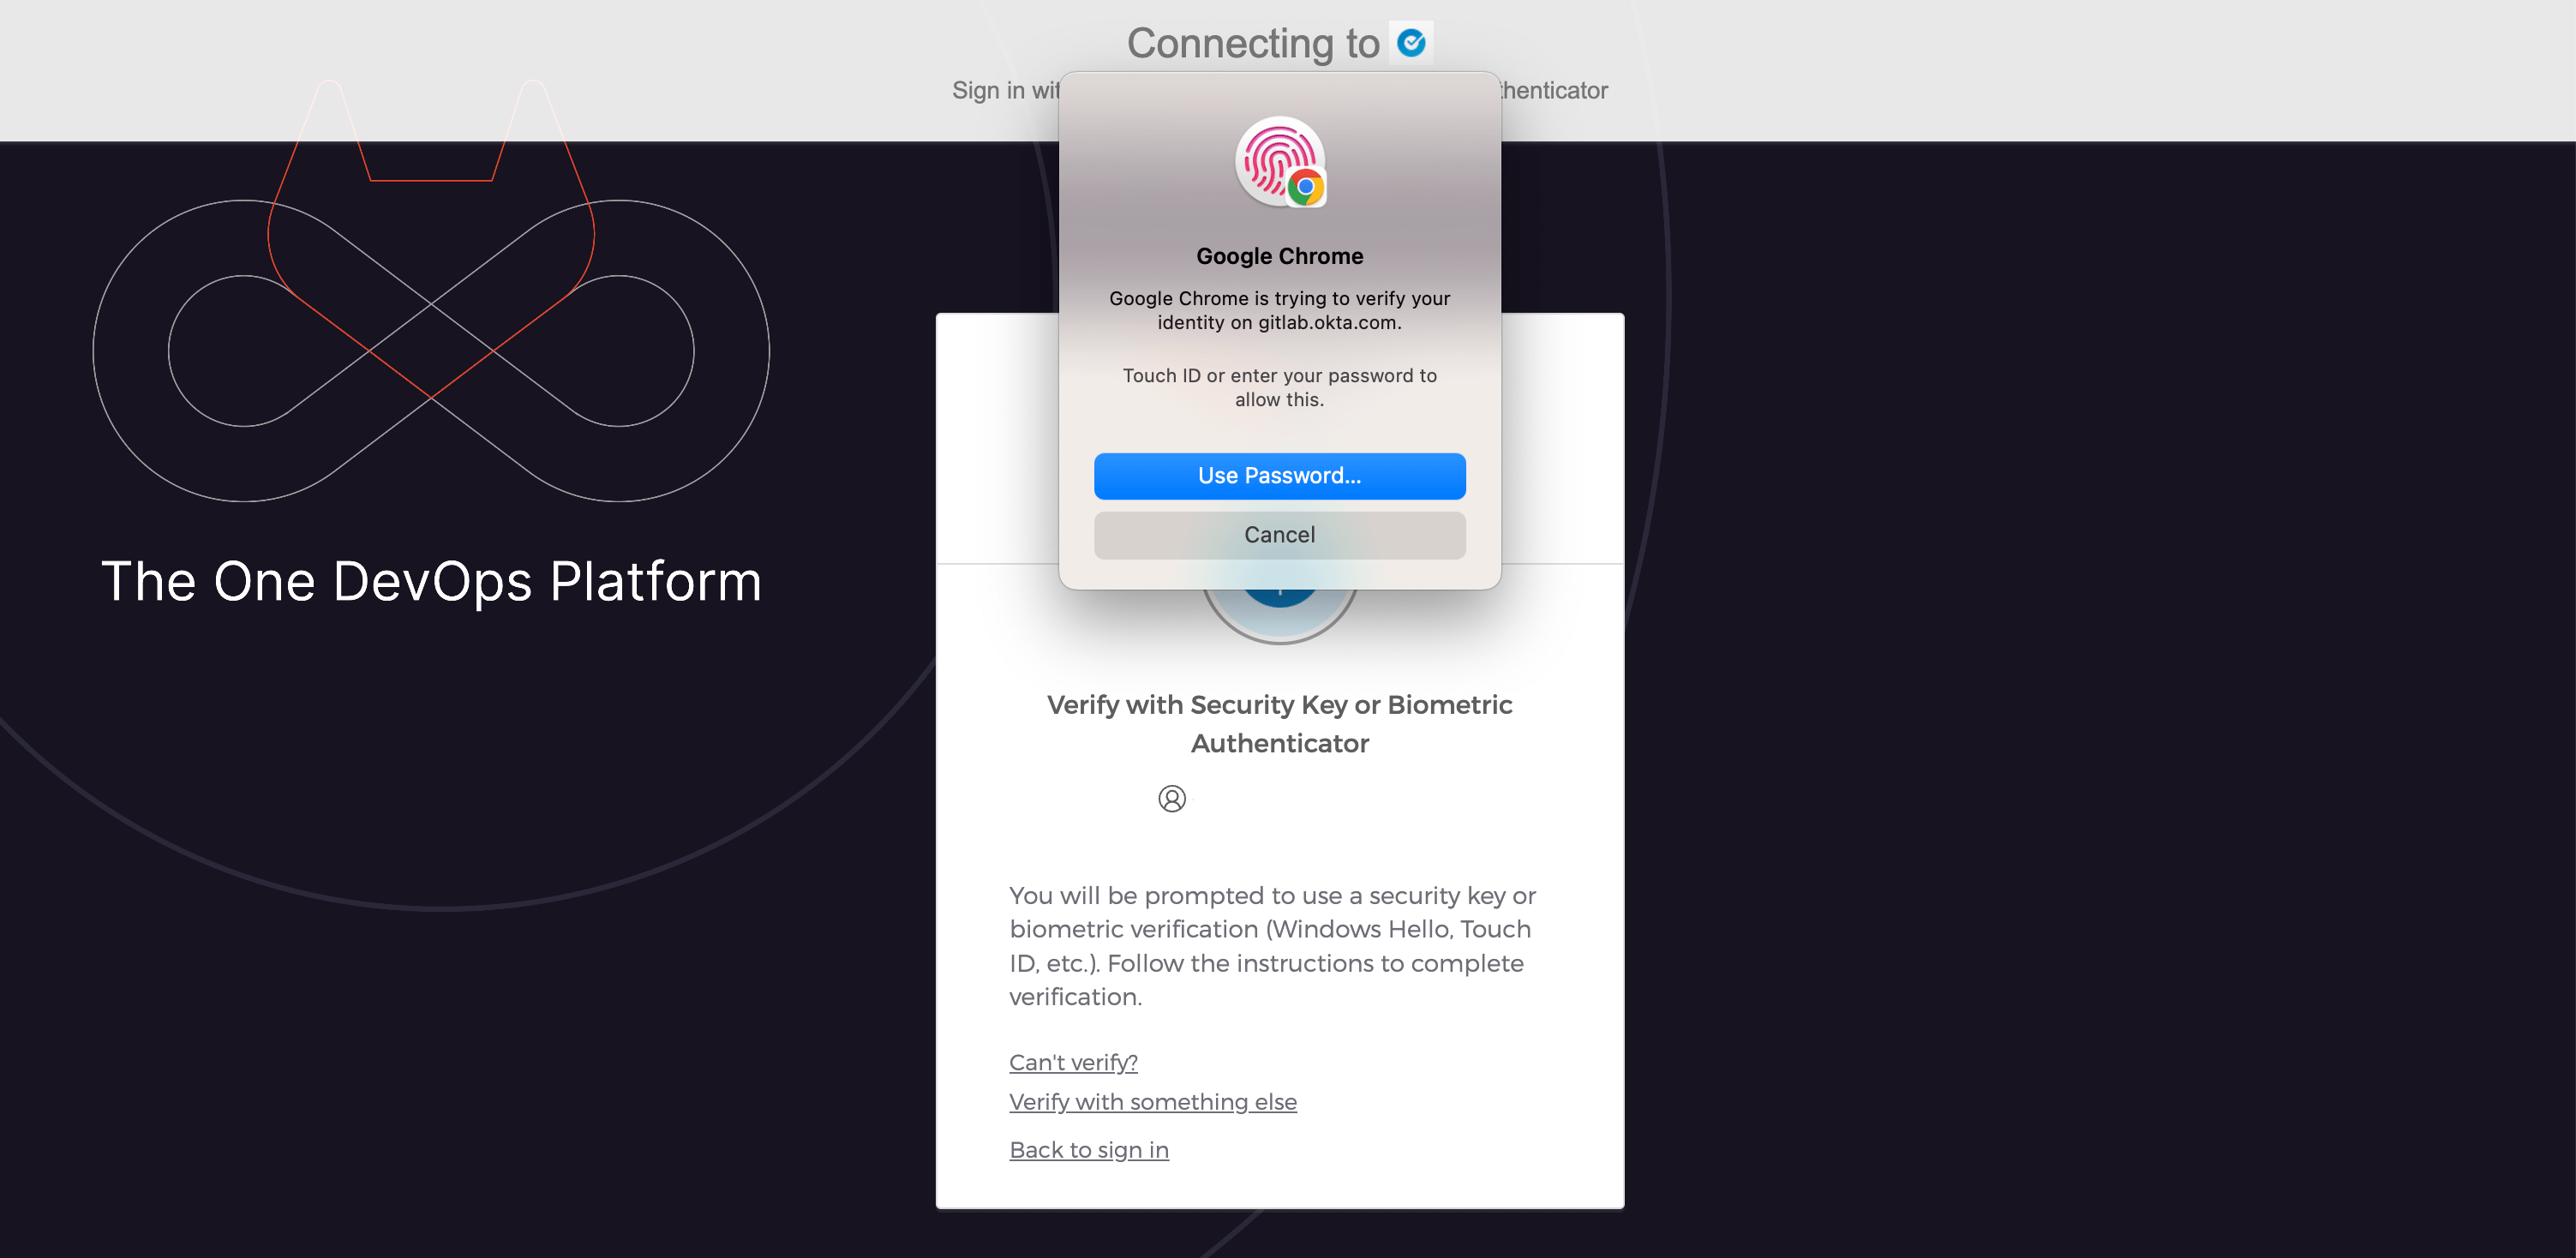 Connecting to
Sign in wit
thenticator
Google Chrome
Google Chrome is trying to verify your
identity on gitlab.okta.com.
Touch ID or enter your password to
allow this.
Use Password...
Cancel
The One DevOps Platform
Verify with Security Key or Biometric
Authenticator
You will be prompted to use a security key or
biometric verification (Windows Hello, Touch
ID, etc.). Follow the instructions to complete
verification.
Can't verify?
Verify with something else
Back to sign in